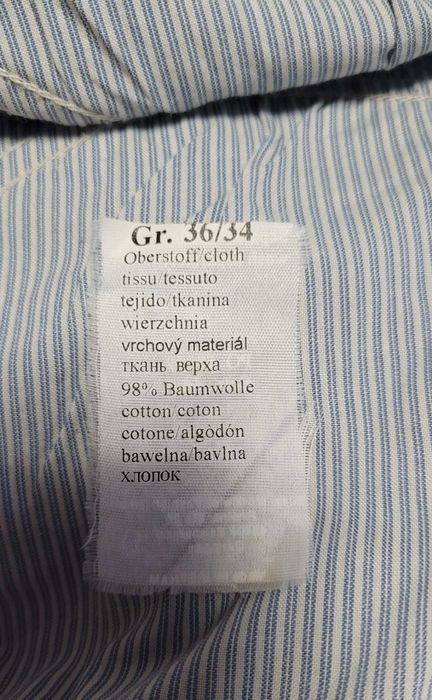 Gr. 36/34
Oberstoff/cloth
tissu/tessuto
tejido/tkanina
wierzchnia
vrchový materiál
ткань верха
98% Baumwolle
cotton/coton
cotone/algodón
bawelna/bavlna
хлопок